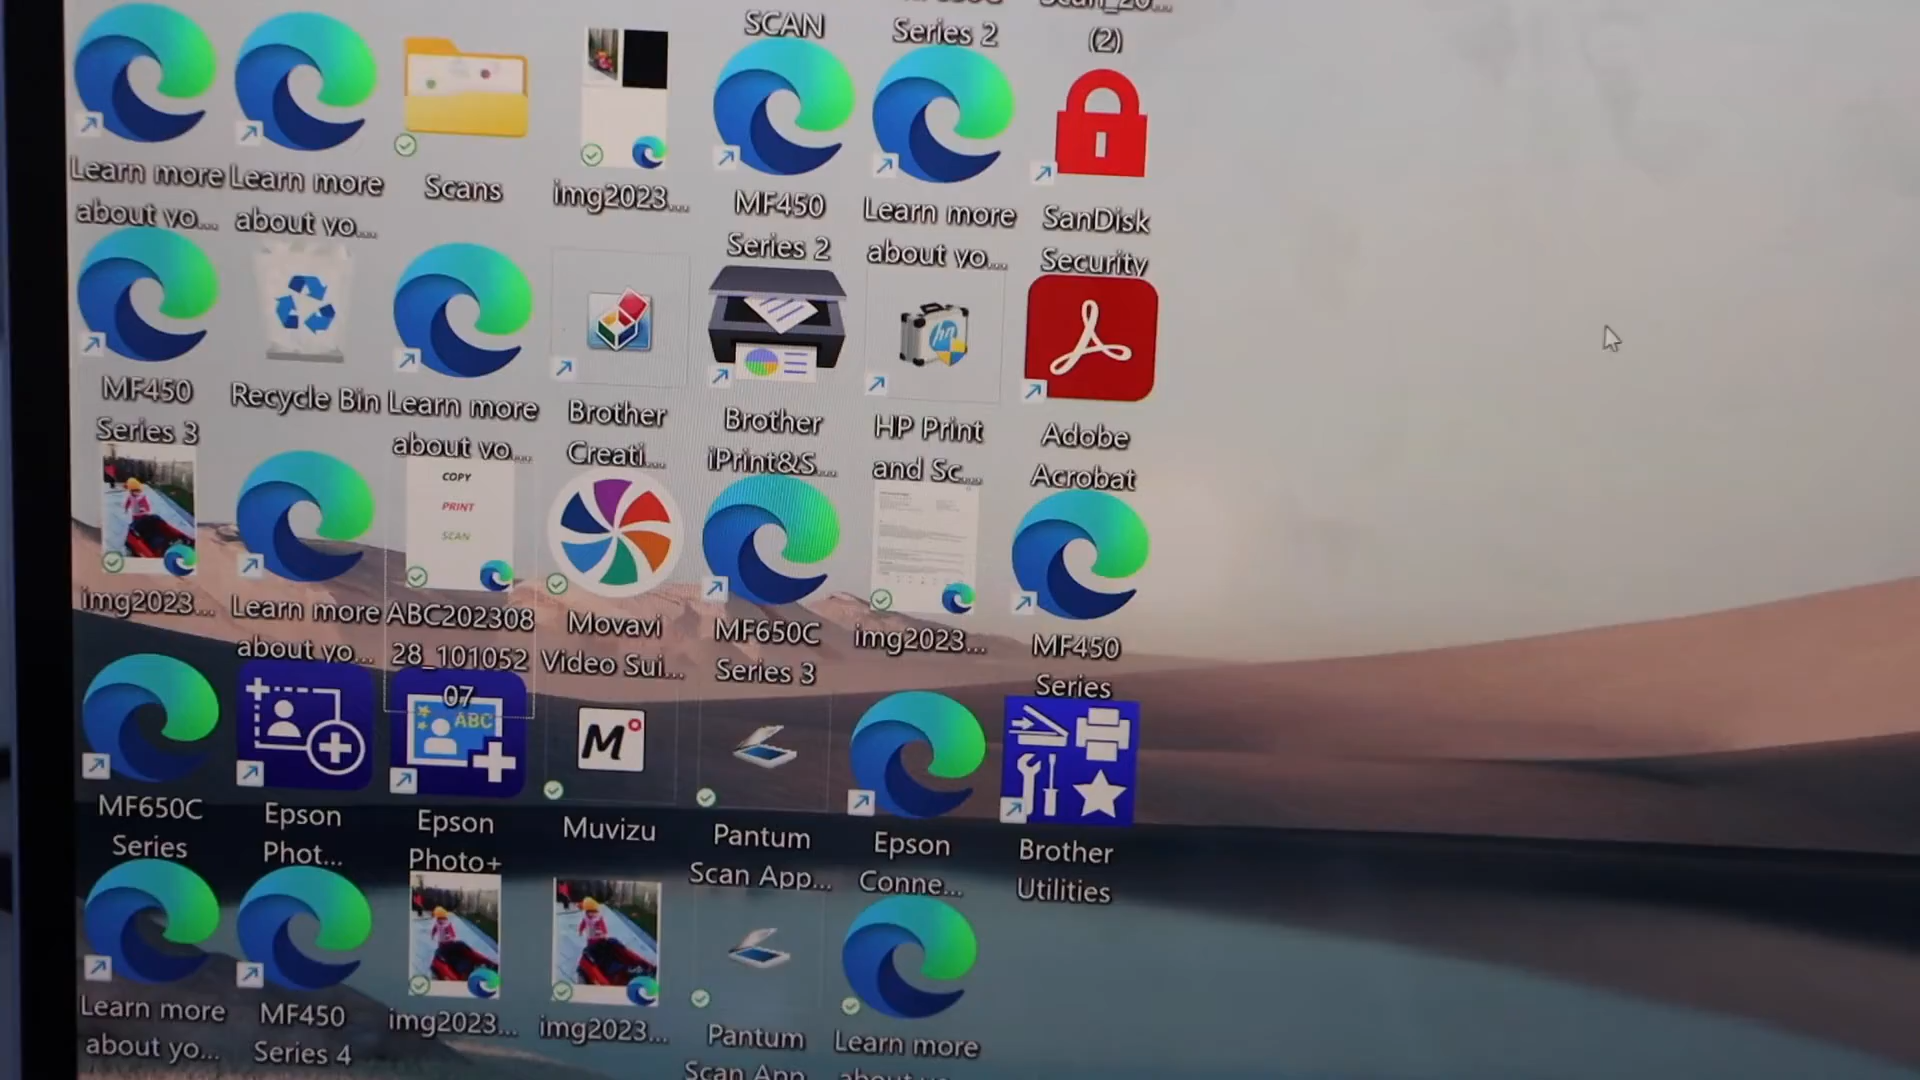 SCAN
Series 2
(2)
Learn more
about yo...
Learn more
about yo...
Scans
img2023...
MF450
Series 2
Learn more
about yo...
SanDisk
Security
MF450
Series 3
Recycle Bin
Learn more
about yo...
Brother
Creati...
Brother
iPrint&S...
hp
HP Print
and Sc...
Adobe
Acrobat
COPY
PRINT
SCAN
img2023...
Learn more
about yo...
ABC202308
28_101052
07
Movavi
Video Sui...
MF650C
Series 3
img2023...
MF450
Series
ABC
M
MF650C
Series
Epson
Phot...
Epson
Photo+
Muvizu
Pantum
Scan App...
Epson
Conne...
Brother
Utilities
Learn more
about yo...
MF450
Series 4
img2023...
img2023...
Pantum
Scan App...
Learn more